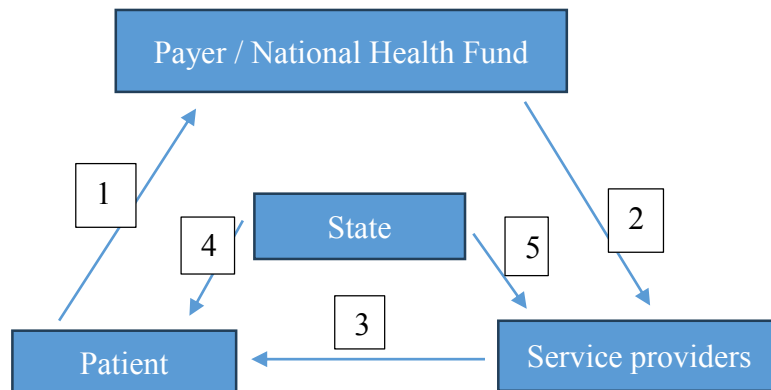 Payer / National Health Fund
1
2
State
4
5
3
Patient
Service providers